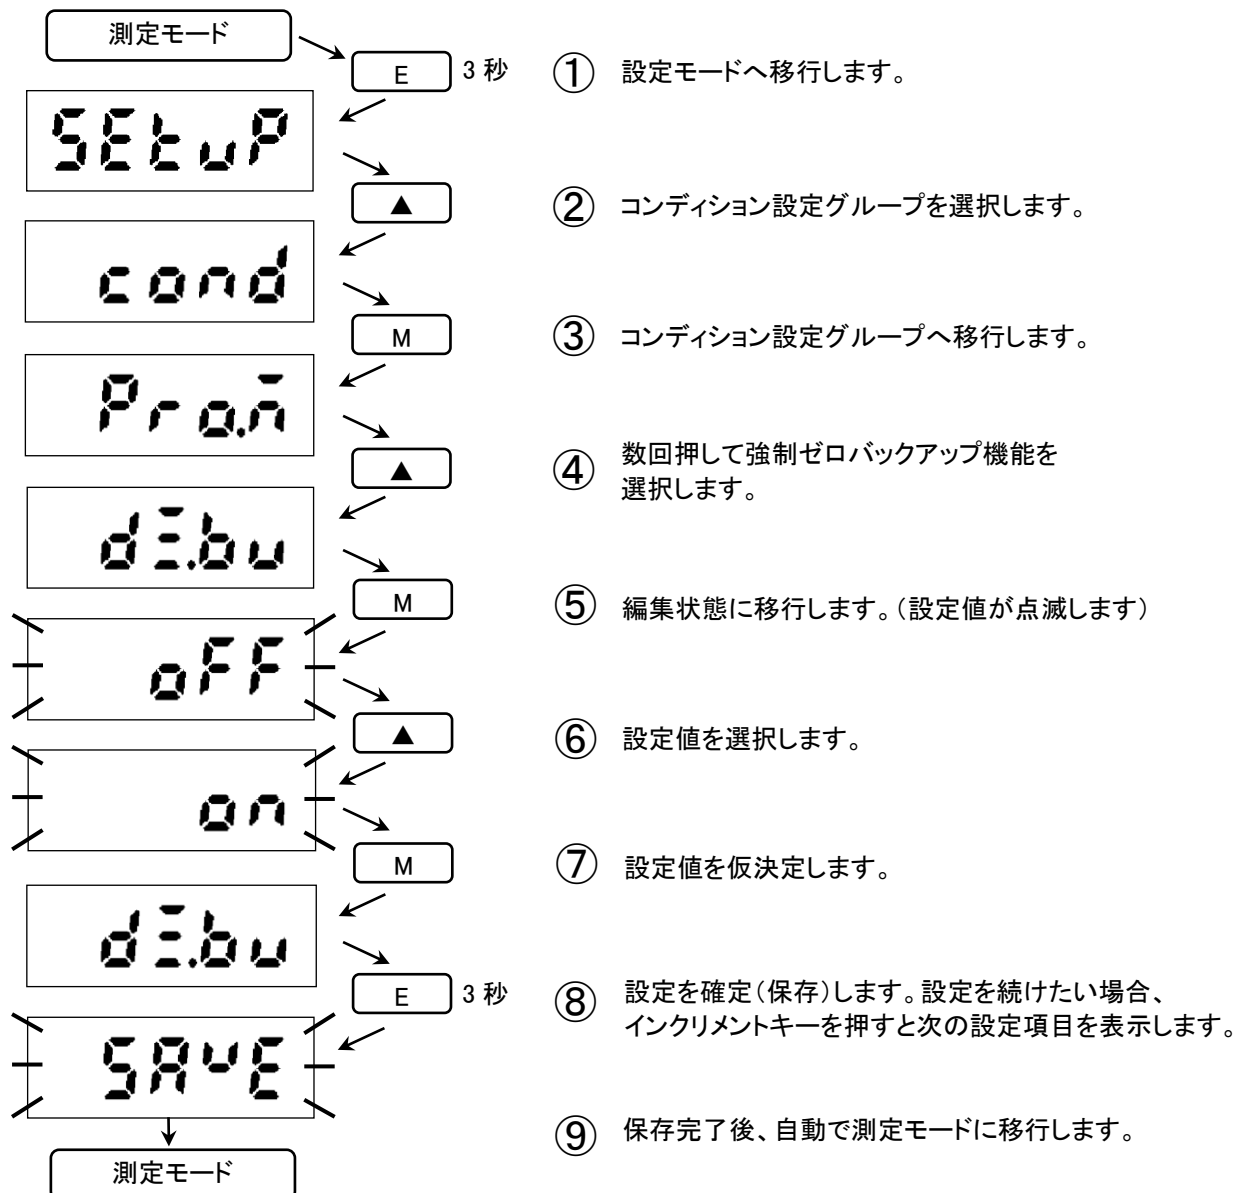 測定モード
E 3 秒 ① 設定モードへ移行します。
SEtuP
▲ ② コンディション設定グループを選択します。
cond
M ③ コンディション設定グループへ移行します。
▲ ④ 数回押して強制ゼロバックアップ機能を
選択します。
M ⑤ 編集状態に移行します。(設定値が点滅します)
oFF
▲ ⑥ 設定値を選択します。
on
M ⑦ 設定値を仮決定します。
E 3 秒 ⑧ 設定を確定(保存)します。設定を続けたい場合、
インクリメントキーを押すと次の設定項目を表示します。
SAvE
⑨ 保存完了後、自動で測定モードに移行します。
測定モード